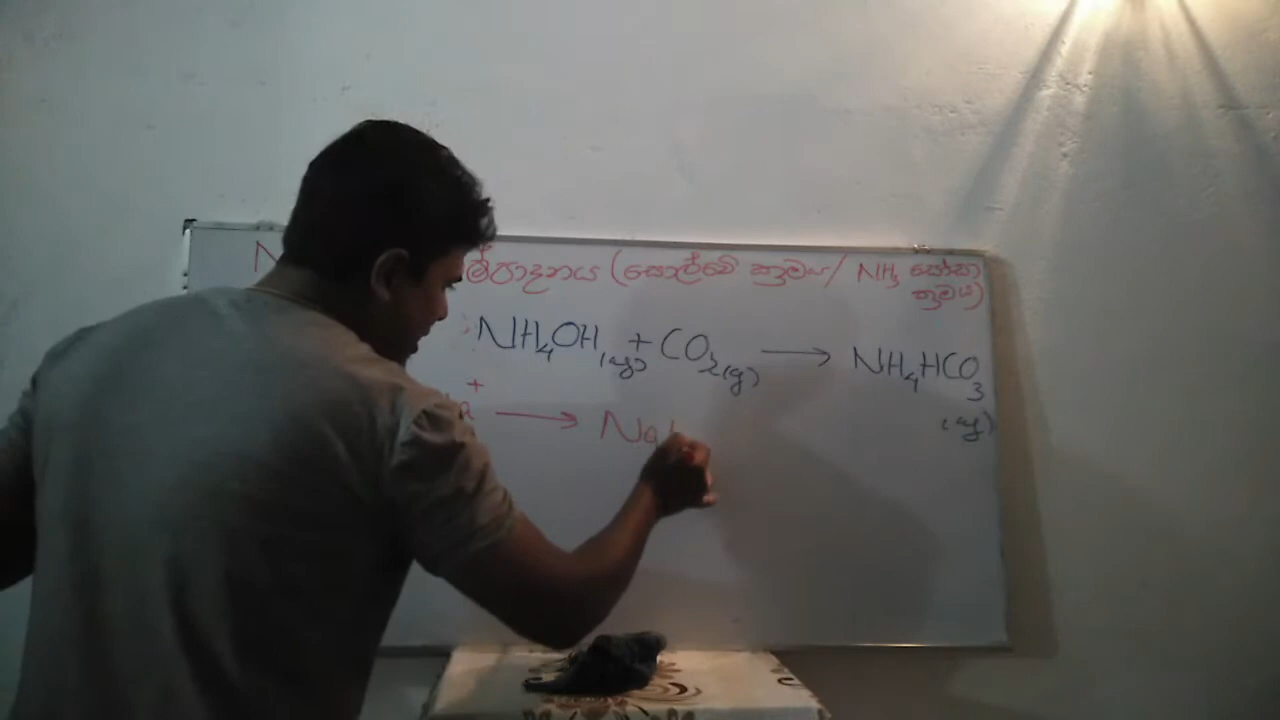 N ම්පාදනය (සොල්වේ ක්‍රමය/ NH₃ සෝඩා
ක්‍රමය)
NH₄OH(aq) + CO₂(g) ⟶ NH₄HCO₃
(aq)
a⁺ ⟶ Na